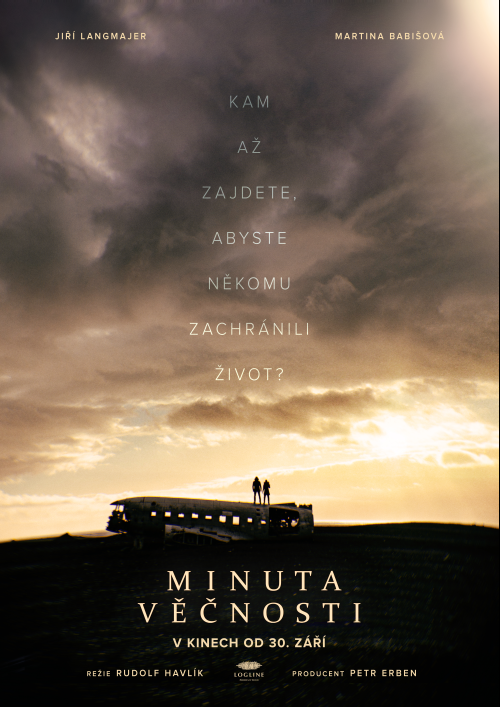 JIŘÍ LANGMAJER
MARTINA BABIŠOVÁ
KAM
AŽ
ZAJDETE,
ABYSTE
NĚKOMU
ZACHRÁNILI
ŽIVOT?
MINUTA
VĚČNOSTI
V KINECH OD 30. ZÁŘÍ
REŽIE RUDOLF HAVLÍK
LOGLINE
PRODUCENT PETR ERBEN